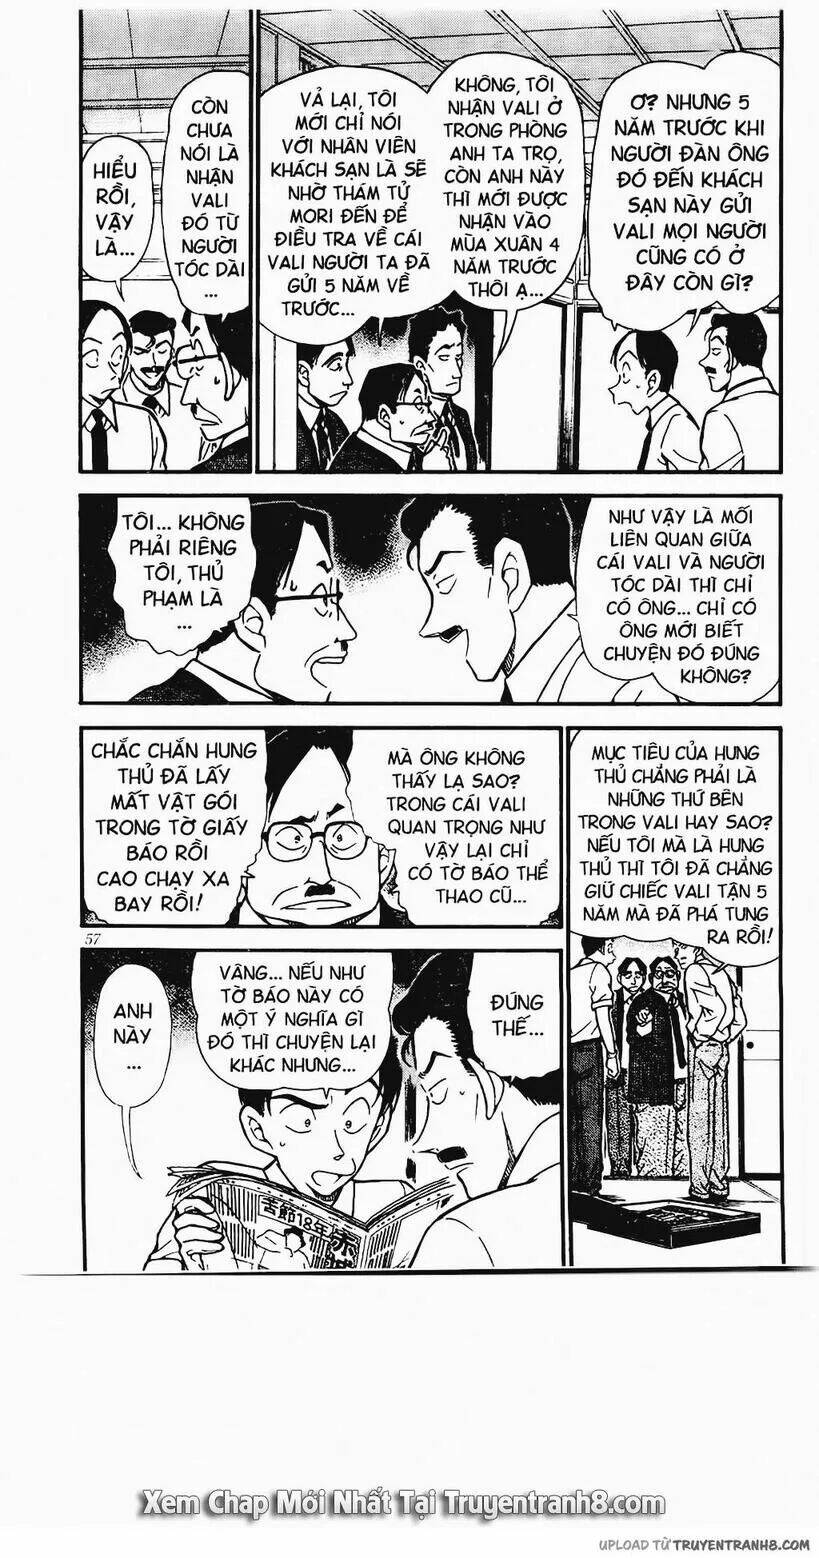 Ơ? NHƯNG 5
NĂM TRƯỚC KHI
NGƯỜI ĐÀN ÔNG
ĐÓ ĐẾN KHÁCH
SẠN NÀY GỬI
VALI MỌI NGƯỜI
CŨNG CÓ Ở
ĐÂY CÒN GÌ?
KHÔNG, TÔI
NHẬN VALI Ở
TRONG PHÒNG
ANH TA TRỌ,
CÒN ANH NÀY
THÌ MỚI ĐƯỢC
NHẬN VÀO
MÙA XUÂN 4
NĂM TRƯỚC
THÔI Ạ...
VẢ LẠI, TÔI
MỚI CHỈ NÓI
VỚI NHÂN VIÊN
KHÁCH SẠN LÀ SẼ
NHỜ THÁM TỬ
MORI ĐẾN ĐỂ
ĐIỀU TRA VỀ CÁI
VALI NGƯỜI TA ĐÃ
GỬI 5 NĂM VỀ
TRƯỚC...
CÒN
CHƯA
NÓI LÀ
NHẬN
VALI
ĐÓ TỪ
NGƯỜI
TÓC DÀI
...
HIỂU
RỒI,
VẬY
LÀ...
NHƯ VẬY LÀ MỐI
LIÊN QUAN GIỮA
CÁI VALI VÀ NGƯỜI
TÓC DÀI THÌ CHỈ
CÓ ÔNG... CHỈ CÓ
ÔNG MỚI BIẾT
CHUYỆN ĐÓ ĐÚNG
KHÔNG?
TÔI... KHÔNG
PHẢI RIÊNG
TÔI, THỦ
PHẠM LÀ
...
MỤC TIÊU CỦA HUNG
THỦ CHẲNG PHẢI LÀ
NHỮNG THỨ BÊN
TRONG VALI HAY SAO?
NẾU TÔI MÀ LÀ HUNG
THỦ THÌ TÔI ĐÃ CHẲNG
GIỮ CHIẾC VALI TẬN 5
NĂM MÀ ĐÃ PHÁ TUNG
RA RỒI!
MÀ ÔNG KHÔNG
THẤY LẠ SAO?
TRONG CÁI VALI
QUAN TRỌNG NHƯ
VẬY LẠI CHỈ
CÓ TỜ BÁO THỂ
THAO CŨ...
CHẮC CHẮN HUNG
THỦ ĐÃ LẤY
MẤT VẬT GÓI
TRONG TỜ GIẤY
BÁO RỒI
CAO CHẠY XA
BAY RỒI!
57
ĐÚNG
THẾ...
VÂNG... NẾU NHƯ
TỜ BÁO NÀY CÓ
MỘT Ý NGHĨA GÌ
ĐÓ THÌ CHUYỆN LẠI
KHÁC NHƯNG...
ANH
NÀY
...
苦節18年
Xem Chap Mới Nhất Tại Truyentranh8.com
UPLOAD TỪ TRUYENTRANH8.COM